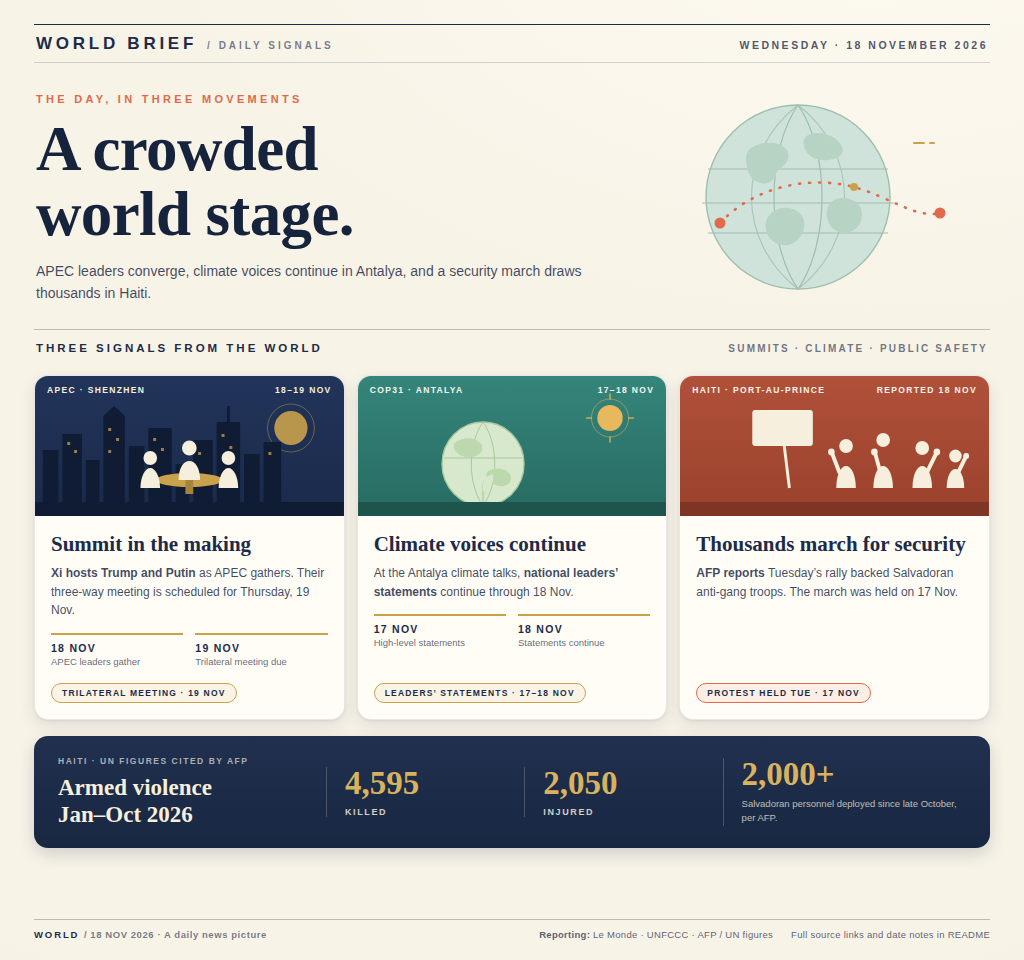 WORLD BRIEF / DAILY SIGNALS
WEDNESDAY · 18 NOVEMBER 2026
THE DAY, IN THREE MOVEMENTS
A crowded
world stage.
APEC leaders converge, climate voices continue in Antalya, and a security march draws
thousands in Haiti.
THREE SIGNALS FROM THE WORLD
SUMMITS · CLIMATE · PUBLIC SAFETY
APEC · SHENZHEN
18–19 NOV
Summit in the making
Xi hosts Trump and Putin as APEC gathers. Their
three-way meeting is scheduled for Thursday, 19
Nov.
18 NOV
APEC leaders gather
19 NOV
Trilateral meeting due
TRILATERAL MEETING · 19 NOV
COP31 · ANTALYA
17–18 NOV
Climate voices continue
At the Antalya climate talks, national leaders’
statements continue through 18 Nov.
17 NOV
High-level statements
18 NOV
Statements continue
LEADERS’ STATEMENTS · 17–18 NOV
HAITI · PORT-AU-PRINCE
REPORTED 18 NOV
Thousands march for security
AFP reports Tuesday’s rally backed Salvadoran
anti-gang troops. The march was held on 17 Nov.
PROTEST HELD TUE · 17 NOV
HAITI · UN FIGURES CITED BY AFP
Armed violence
Jan–Oct 2026
4,595
KILLED
2,050
INJURED
2,000+
Salvadoran personnel deployed since late October,
per AFP.
WORLD / 18 NOV 2026 · A daily news picture
Reporting: Le Monde · UNFCCC · AFP / UN figures
Full source links and date notes in README